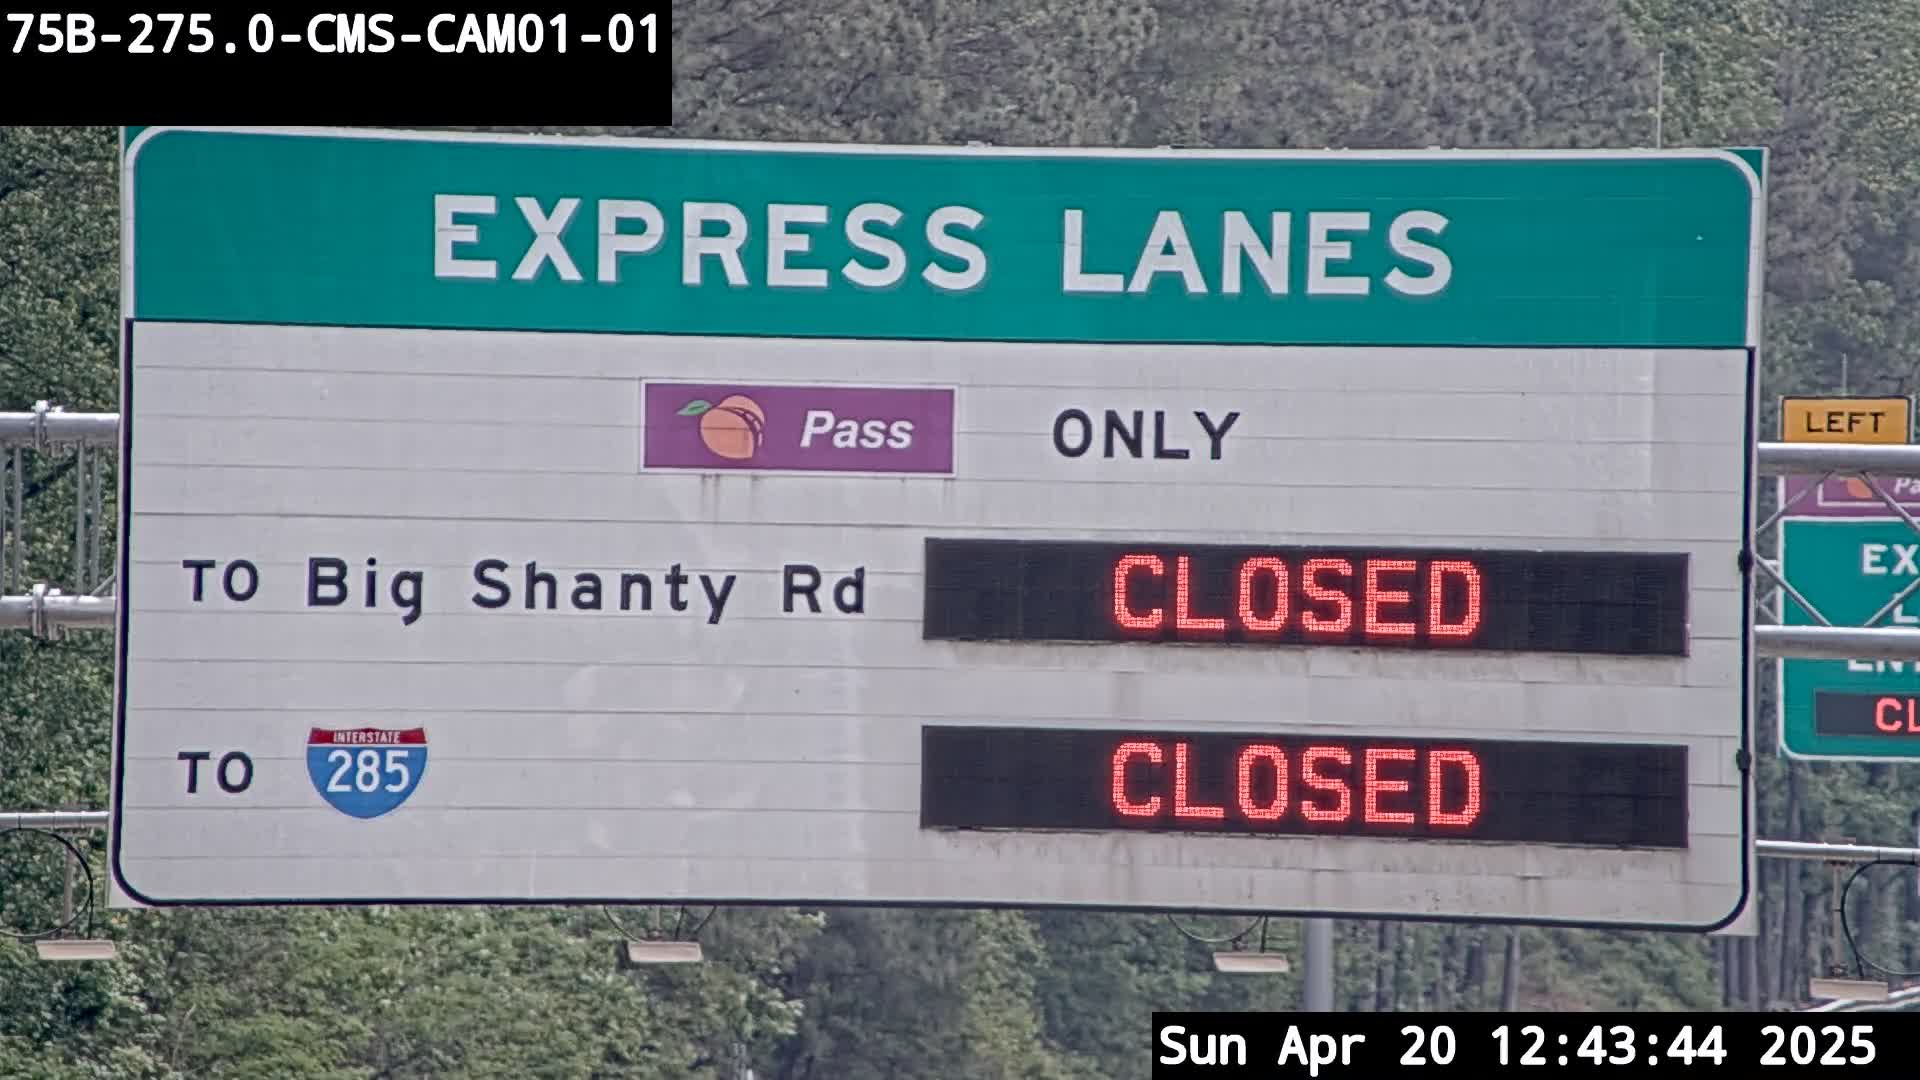 75B-275.0-CMS-CAM01-01
EXPRESS LANES
Pass ONLY
TO Big Shanty Rd CLOSED
TO INTERSTATE 285 CLOSED
LEFT
Sun Apr 20 12:43:44 2025